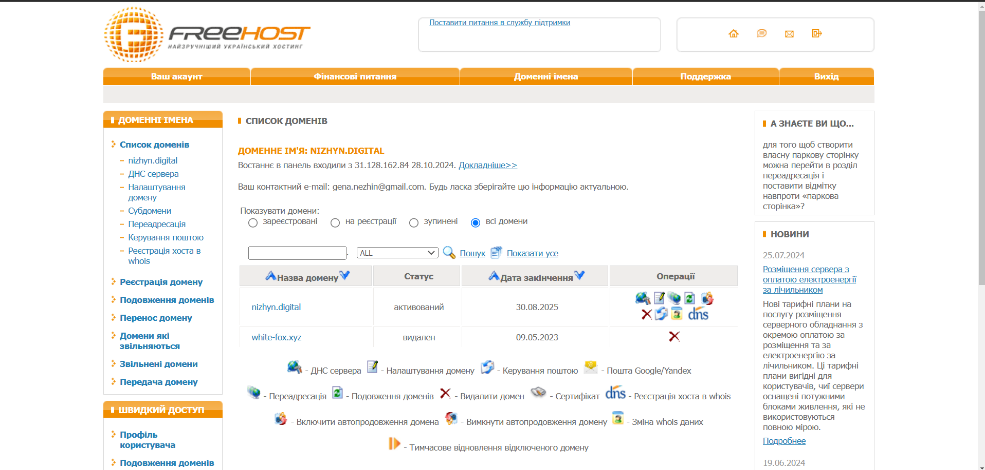 FREEHOST
НАЙЗРУЧНІШИЙ УКРАЇНСЬКИЙ ХОСТИНГ
Поставити питання в службу підтримки
Ваш акаунт
Фінансові питання
Доменні імена
Поддержка
Вихід
ДОМЕННІ ІМЕНА
Список доменів
nizhyn.digital
ДНС сервера
Налаштування
домену
Субдомени
Переадресація
Керування поштою
Реєстрація хоста в
whois
Реєстрація домену
Подовження доменів
Перенос домену
Домени які
звільняються
Звільнені домени
Передача домену
ШВИДКИЙ ДОСТУП
Профіль
користувача
Подовження доменів
СПИСОК ДОМЕНІВ
ДОМЕННЕ ІМ'Я: NIZHYN.DIGITAL
Востаннє в панель входили з 31.128.162.84 28.10.2024. Докладніше>>
Ваш контактний e-mail: gena.nezhin@gmail.com. Будь ласка зберігайте цю інформацію актуальною.
Показувати домени:
зареєстровані на реєстрації зупинені всі домени
ALL Пошук Показати усе
Назва домену Статус Дата закінчення Операції
nizhyn.digital активований 30.08.2025
dns
white-fox.xyz видален 09.05.2023
- ДНС сервера - Налаштування домену - Керування поштою - Пошта Google/Yandex
- Переадресація - Подовження доменів - Видалити домен - Сертифікат dns - Реєстрація хоста в whois
- Включити автопродовження домена - Вимкнути автопродовження домену - Зміна whois даних
- Тимчасове відновлення відключеного домену
А ЗНАЄТЕ ВИ ЩО...
для того щоб створити
власну паркову сторінку
можна перейти в розділ
переадресація і
поставити відмітку
навпроти «паркова
сторінка»?
НОВИНИ
25.07.2024
Розміщення сервера з
оплатою електроенергії
за лічильником
Нові тарифні плани на
послугу розміщення
серверного обладнання з
окремою оплатою за
розміщення та за
електроенергію за
лічильником. Ці тарифні
плани вигідні для
користувачів, чиї сервери
оснащені потужними
блоками живлення, які не
використовуються
повною мірою.
Подробнее
19.06.2024